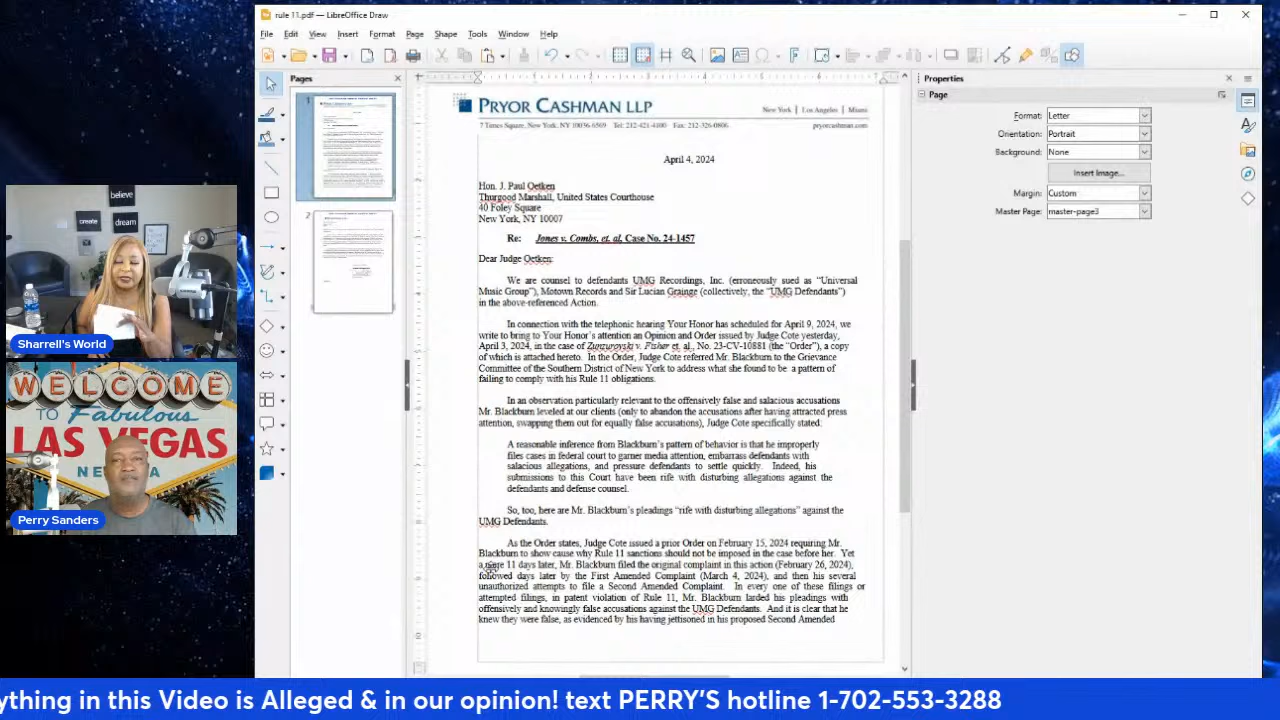 rule 11.pdf — LibreOffice Draw
File Edit View Insert Format Page Shape Tools Window Help
Pages
1
2
PRYOR CASHMAN LLP
New York | Los Angeles | Miami
7 Times Square, New York, NY 10036-6569 Tel: 212-421-4100 Fax: 212-326-0806
pryorcashman.com
April 4, 2024
Hon. J. Paul Oetken
Thurgood Marshall, United States Courthouse
40 Foley Square
New York, NY 10007
Re: Jones v. Combs, et. al, Case No. 24-1457
Dear Judge Oetken:
We are counsel to defendants UMG Recordings, Inc. (erroneously sued as “Universal
Music Group”), Motown Records and Sir Lucian Grainge (collectively, the “UMG Defendants”)
in the above-referenced Action.
In connection with the telephonic hearing Your Honor has scheduled for April 9, 2024, we
write to bring to Your Honor’s attention an Opinion and Order issued by Judge Cote yesterday,
April 3, 2024, in the case of v. Fisher et. al., No. 23-CV-10881 (the “Order”), a copy
of which is attached hereto. In the Order, Judge Cote referred Mr. Blackburn to the Grievance
Committee of the Southern District of New York to address what she found to be a pattern of
failing to comply with his Rule 11 obligations.
In an observation particularly relevant to the offensively false and salacious accusations
Mr. Blackburn leveled at our clients (only to abandon the accusations after having attracted press
attention, swapping them out for equally false accusations), Judge Cote specifically stated:
A reasonable inference from Blackburn’s pattern of behavior is that he improperly
files cases in federal court to garner media attention, embarrass defendants with
salacious allegations, and pressure defendants to settle quickly. Indeed, his
submissions to this Court have been rife with disturbing allegations against the
defendants and defense counsel.
So, too, here are Mr. Blackburn’s pleadings “rife with disturbing allegations” against the
UMG Defendants.
As the Order states, Judge Cote issued a prior Order on February 15, 2024 requiring Mr.
Blackburn to show cause why Rule 11 sanctions should not be imposed in the case before her. Yet
a mere 11 days later, Mr. Blackburn filed the original complaint in this action (February 26, 2024),
followed days later by the First Amended Complaint (March 4, 2024), and then his several
unauthorized attempts to file a Second Amended Complaint. In every one of these filings or
attempted filings, in patent violation of Rule 11, Mr. Blackburn larded his pleadings with
offensively and knowingly false accusations against the UMG Defendants. And it is clear that he
knew they were false, as evidenced by his having jettisoned in his proposed Second Amended
Properties
Page
Format: Letter
Orientation: Portrait
Background: None
Insert Image...
Margin: Custom
Master Page: master-page3
believe
create
dream
Sharrell's World
WELCOME
TO Fabulous
LAS VEGAS
Perry Sanders
ything in this Video is Alleged & in our opinion! text PERRY'S hotline 1-702-553-3288